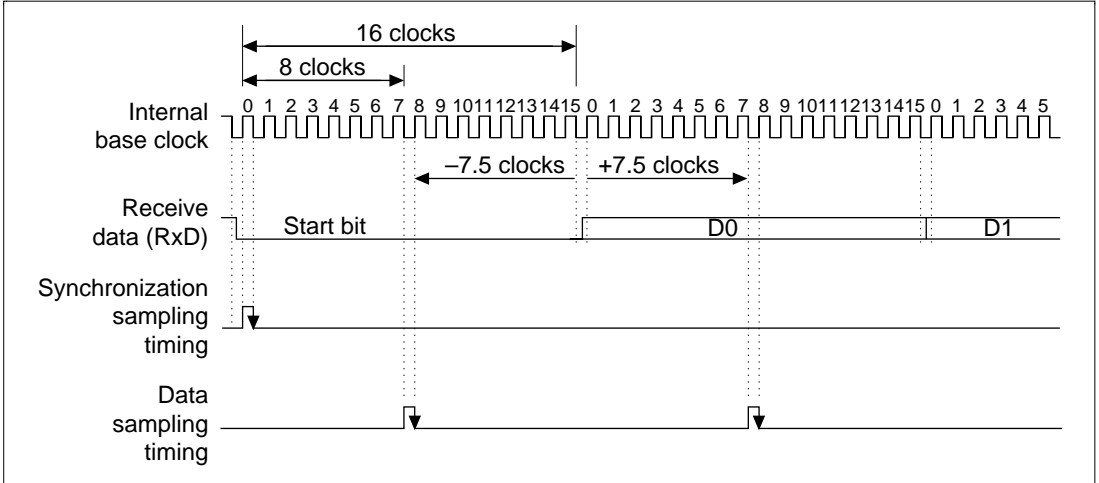 16 clocks
8 clocks
0 1 2 3 4 5 6 7 8 9 10 11 12 13 14 15 0 1 2 3 4 5 6 7 8 9 10 11 12 13 14 15 0 1 2 3 4 5
Internal
base clock
–7.5 clocks +7.5 clocks
Receive
data (RxD)
Start bit D0 D1
Synchronization
sampling
timing
Data
sampling
timing